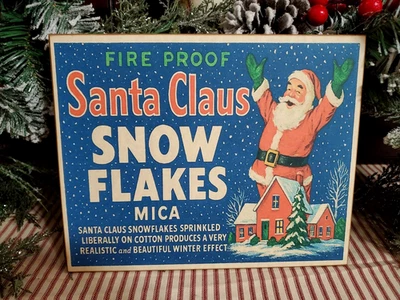 FIRE PROOF
Santa Claus
SNOW
FLAKES
MICA
SANTA CLAUS SNOWFLAKES SPRINKLED
LIBERALLY ON COTTON PRODUCES A VERY
REALISTIC and BEAUTIFUL WINTER EFFECT